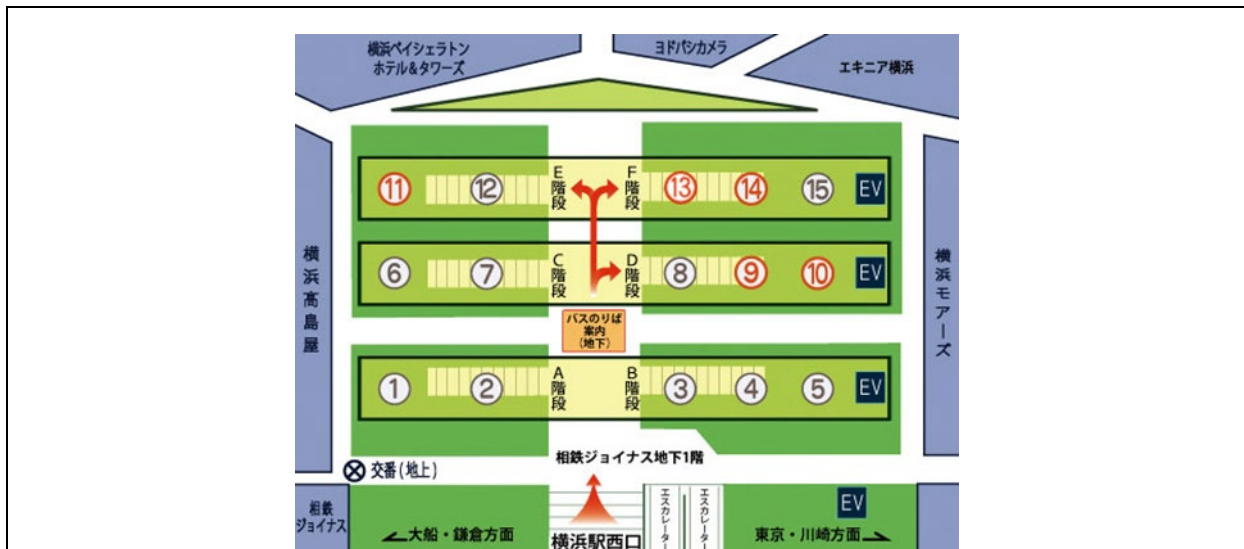 横浜ベイシェラトン
ホテル&タワーズ
ヨドバシカメラ
エキニア横浜
⑪
⑫
E階段
F階段
⑬
⑭
⑮
EV
横浜高島屋
⑥
⑦
C階段
D階段
⑧
⑨
⑩
EV
横浜モアーズ
バスのりば
案内
(地下)
①
②
A階段
B階段
③
④
⑤
EV
交番(地上)
相鉄ジョイナス地下1階
相鉄
ジョイナス
大船・鎌倉方面
横浜駅西口
エスカレーター
エスカレーター
EV
東京・川崎方面